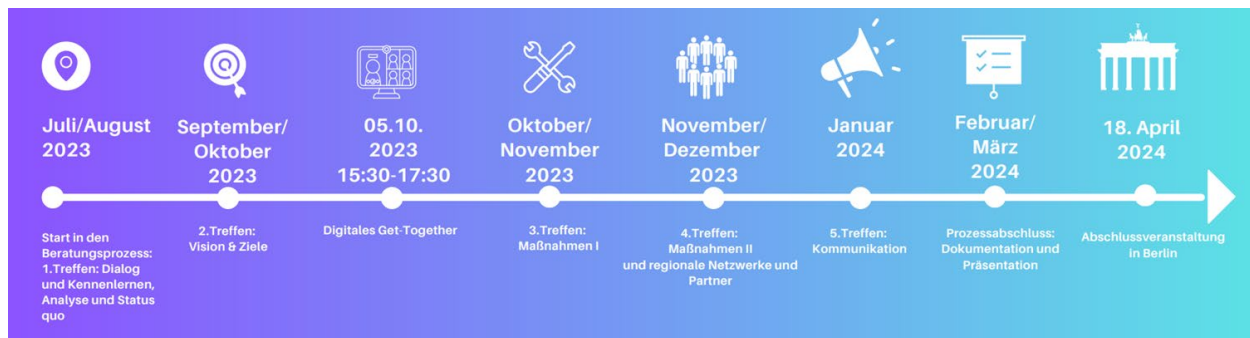 Juli/August
2023
Start in den
Beratungsprozess:
1.Treffen: Dialog
und Kennenlernen,
Analyse und Status
quo
September/
Oktober
2023
2.Treffen:
Vision & Ziele
05.10.
2023
15:30-17:30
Digitales Get-Together
Oktober/
November
2023
3.Treffen:
Maßnahmen I
November/
Dezember
2023
4.Treffen:
Maßnahmen II
und regionale Netzwerke und
Partner
Januar
2024
5.Treffen:
Kommunikation
Februar/
März
2024
Prozessabschluss:
Dokumentation und
Präsentation
18. April
2024
Abschlussveranstaltung
in Berlin